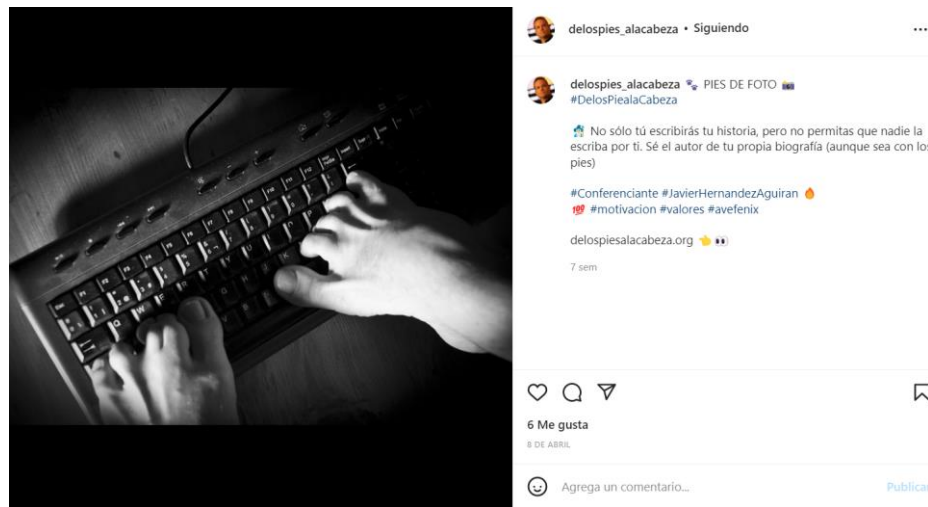 delospies_alacabeza • Siguiendo
delospies_alacabeza 🐾 PIES DE FOTO 📷
#DelosPiealaCabeza
No sólo tú escribirás tu historia, pero no permitas que nadie la
escriba por ti. Sé el autor de tu propia biografía (aunque sea con los
pies)
#Conferenciante #JavierHernandezAguiran 🔥
💯 #motivacion #valores #avefenix
delospiesalacabeza.org 👈 👀
7 sem
6 Me gusta
8 DE ABRIL
Agrega un comentario...
Publicar